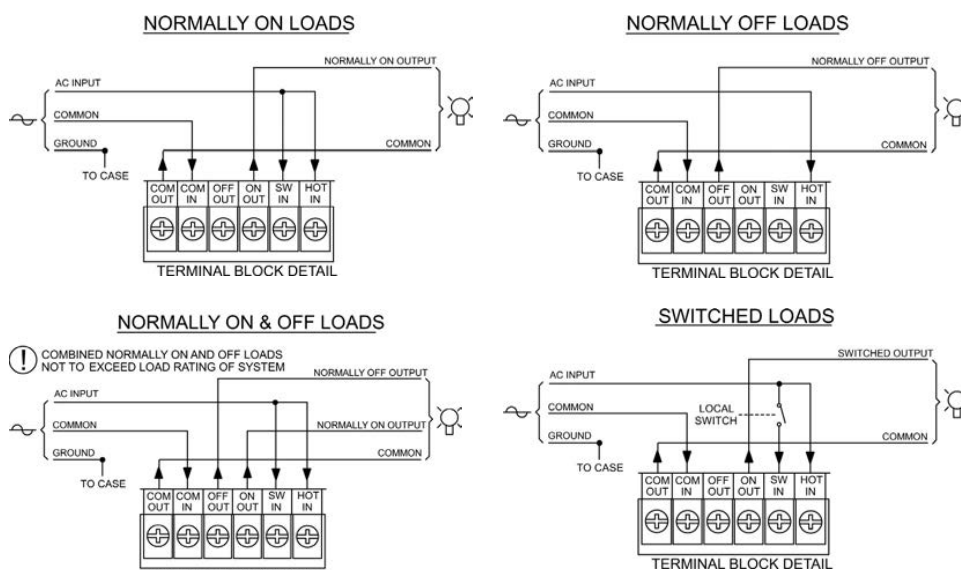 NORMALLY ON LOADS
NORMALLY ON OUTPUT
AC INPUT
COMMON
GROUND
COMMON
TO CASE
COM OUT
COM IN
OFF OUT
ON OUT
SW IN
HOT IN
TERMINAL BLOCK DETAIL
NORMALLY OFF LOADS
NORMALLY OFF OUTPUT
AC INPUT
COMMON
GROUND
COMMON
TO CASE
COM OUT
COM IN
OFF OUT
ON OUT
SW IN
HOT IN
TERMINAL BLOCK DETAIL
NORMALLY ON & OFF LOADS
! COMBINED NORMALLY ON AND OFF LOADS
NOT TO EXCEED LOAD RATING OF SYSTEM
NORMALLY OFF OUTPUT
AC INPUT
COMMON
NORMALLY ON OUTPUT
GROUND
COMMON
TO CASE
COM OUT
COM IN
OFF OUT
ON OUT
SW IN
HOT IN
SWITCHED LOADS
SWITCHED OUTPUT
AC INPUT
COMMON
LOCAL
SWITCH
GROUND
COMMON
TO CASE
COM OUT
COM IN
OFF OUT
ON OUT
SW IN
HOT IN
TERMINAL BLOCK DETAIL